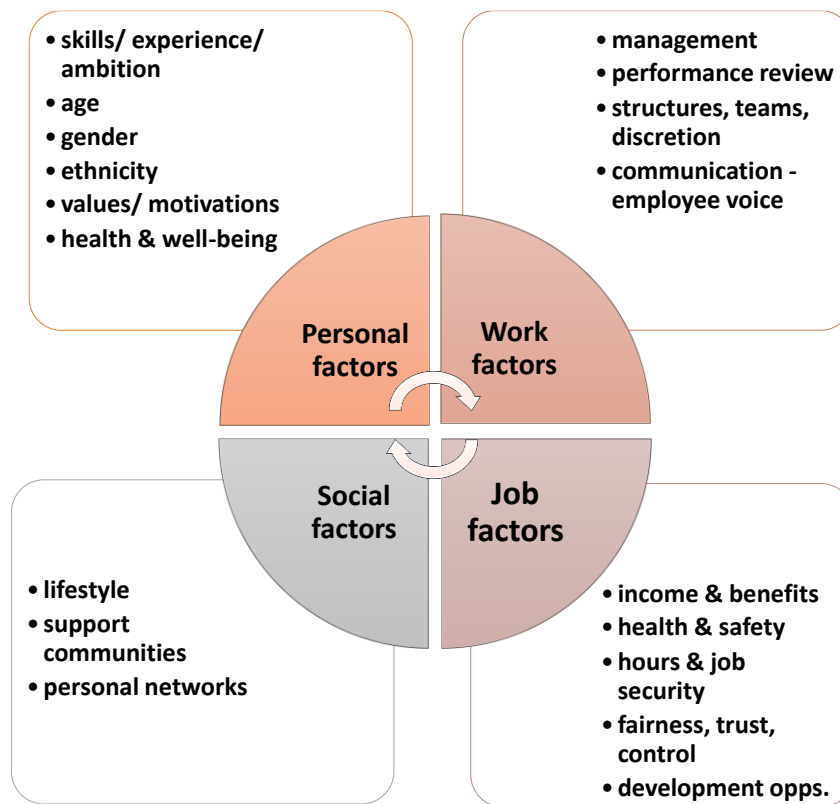 • skills/ experience/
ambition
• age
• gender
• ethnicity
• values/ motivations
• health & well-being
• management
• performance review
• structures, teams,
discretion
• communication -
employee voice
Personal
factors
Work
factors
Social
factors
Job
factors
• lifestyle
• support
communities
• personal networks
• income & benefits
• health & safety
• hours & job
security
• fairness, trust,
control
• development opps.